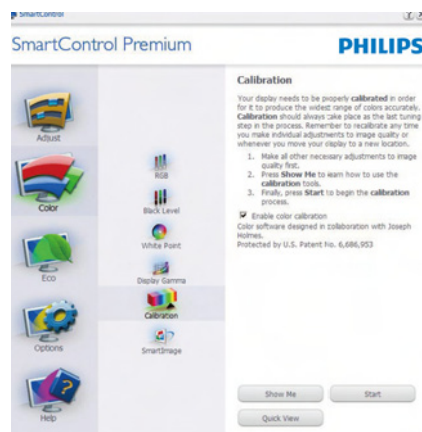 SmartControl
SmartControl Premium
PHILIPS
Adjust
Color
Eco
Options
Help
RGB
Black Level
White Point
Display Gamma
Calibration
SmartImage
Calibration
Your display needs to be properly calibrated in order
for it to produce the widest range of colors accurately.
Calibration should always take place as the last tuning
step in the process. Remember to recalibrate any time
you make individual adjustments to image quality or
whenever you move your display to a new location.
1. Make all other necessary adjustments to image
quality first.
2. Press Show Me to learn how to use the
calibration tools.
3. Finally, press Start to begin the calibration
process.
Enable color calibration
Color software designed in collaboration with Joseph
Holmes.
Protected by U.S. Patent No. 6,686,953
Show Me
Start
Quick View